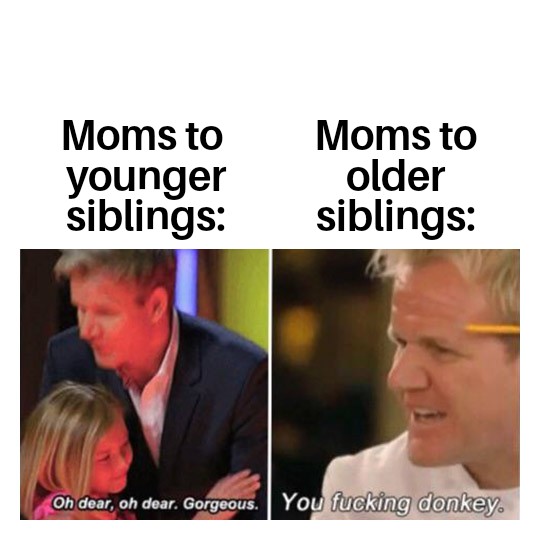 Moms to
younger
siblings:
Moms to
older
siblings:
Oh dear, oh dear. Gorgeous.
You fucking donkey.